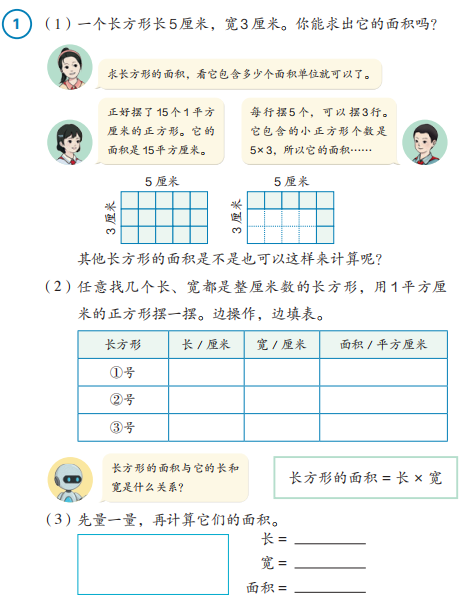 1
(1)一个长方形长5厘米,宽3厘米。你能求出它的面积吗?
求长方形的面积,看它包含多少个面积单位就可以了。
正好摆了15个1平方
厘米的正方形。它的
面积是15平方厘米。
每行摆5个,可以摆3行。
它包含的小正方形个数是
5×3,所以它的面积……
5厘米
3厘米
5厘米
3厘米
其他长方形的面积是不是也可以这样来计算呢?
(2)任意找几个长、宽都是整厘米数的长方形,用1平方厘
米的正方形摆一摆。边操作,边填表。
长方形 长/厘米 宽/厘米 面积/平方厘米
①号
②号
③号
长方形的面积与它的长和
宽是什么关系?
长方形的面积=长×宽
(3)先量一量,再计算它们的面积。
长=
宽=
面积=